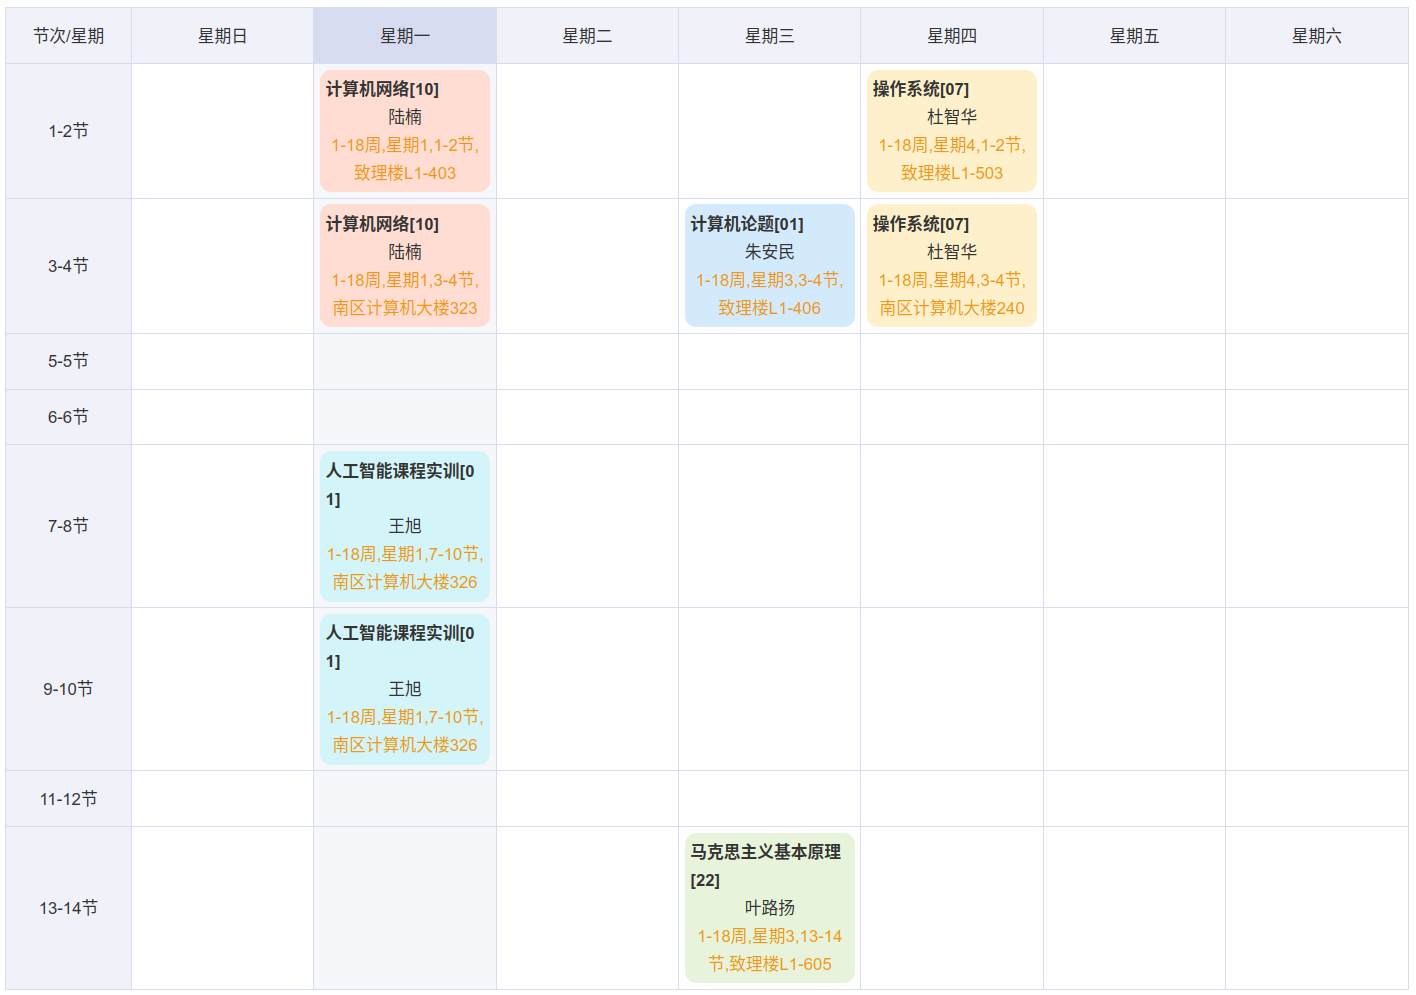 节次/星期
星期日
星期一
星期二
星期三
星期四
星期五
星期六
1-2节
计算机网络[10]
陆楠
1-18周,星期1,1-2节,
致理楼L1-403
操作系统[07]
杜智华
1-18周,星期4,1-2节,
致理楼L1-503
3-4节
计算机网络[10]
陆楠
1-18周,星期1,3-4节,
南区计算机大楼323
计算机论题[01]
朱安民
1-18周,星期3,3-4节,
致理楼L1-406
操作系统[07]
杜智华
1-18周,星期4,3-4节,
南区计算机大楼240
5-5节
6-6节
7-8节
人工智能课程实训[0
1]
王旭
1-18周,星期1,7-10节,
南区计算机大楼326
9-10节
人工智能课程实训[0
1]
王旭
1-18周,星期1,7-10节,
南区计算机大楼326
11-12节
13-14节
马克思主义基本原理
[22]
叶路扬
1-18周,星期3,13-14
节,致理楼L1-605